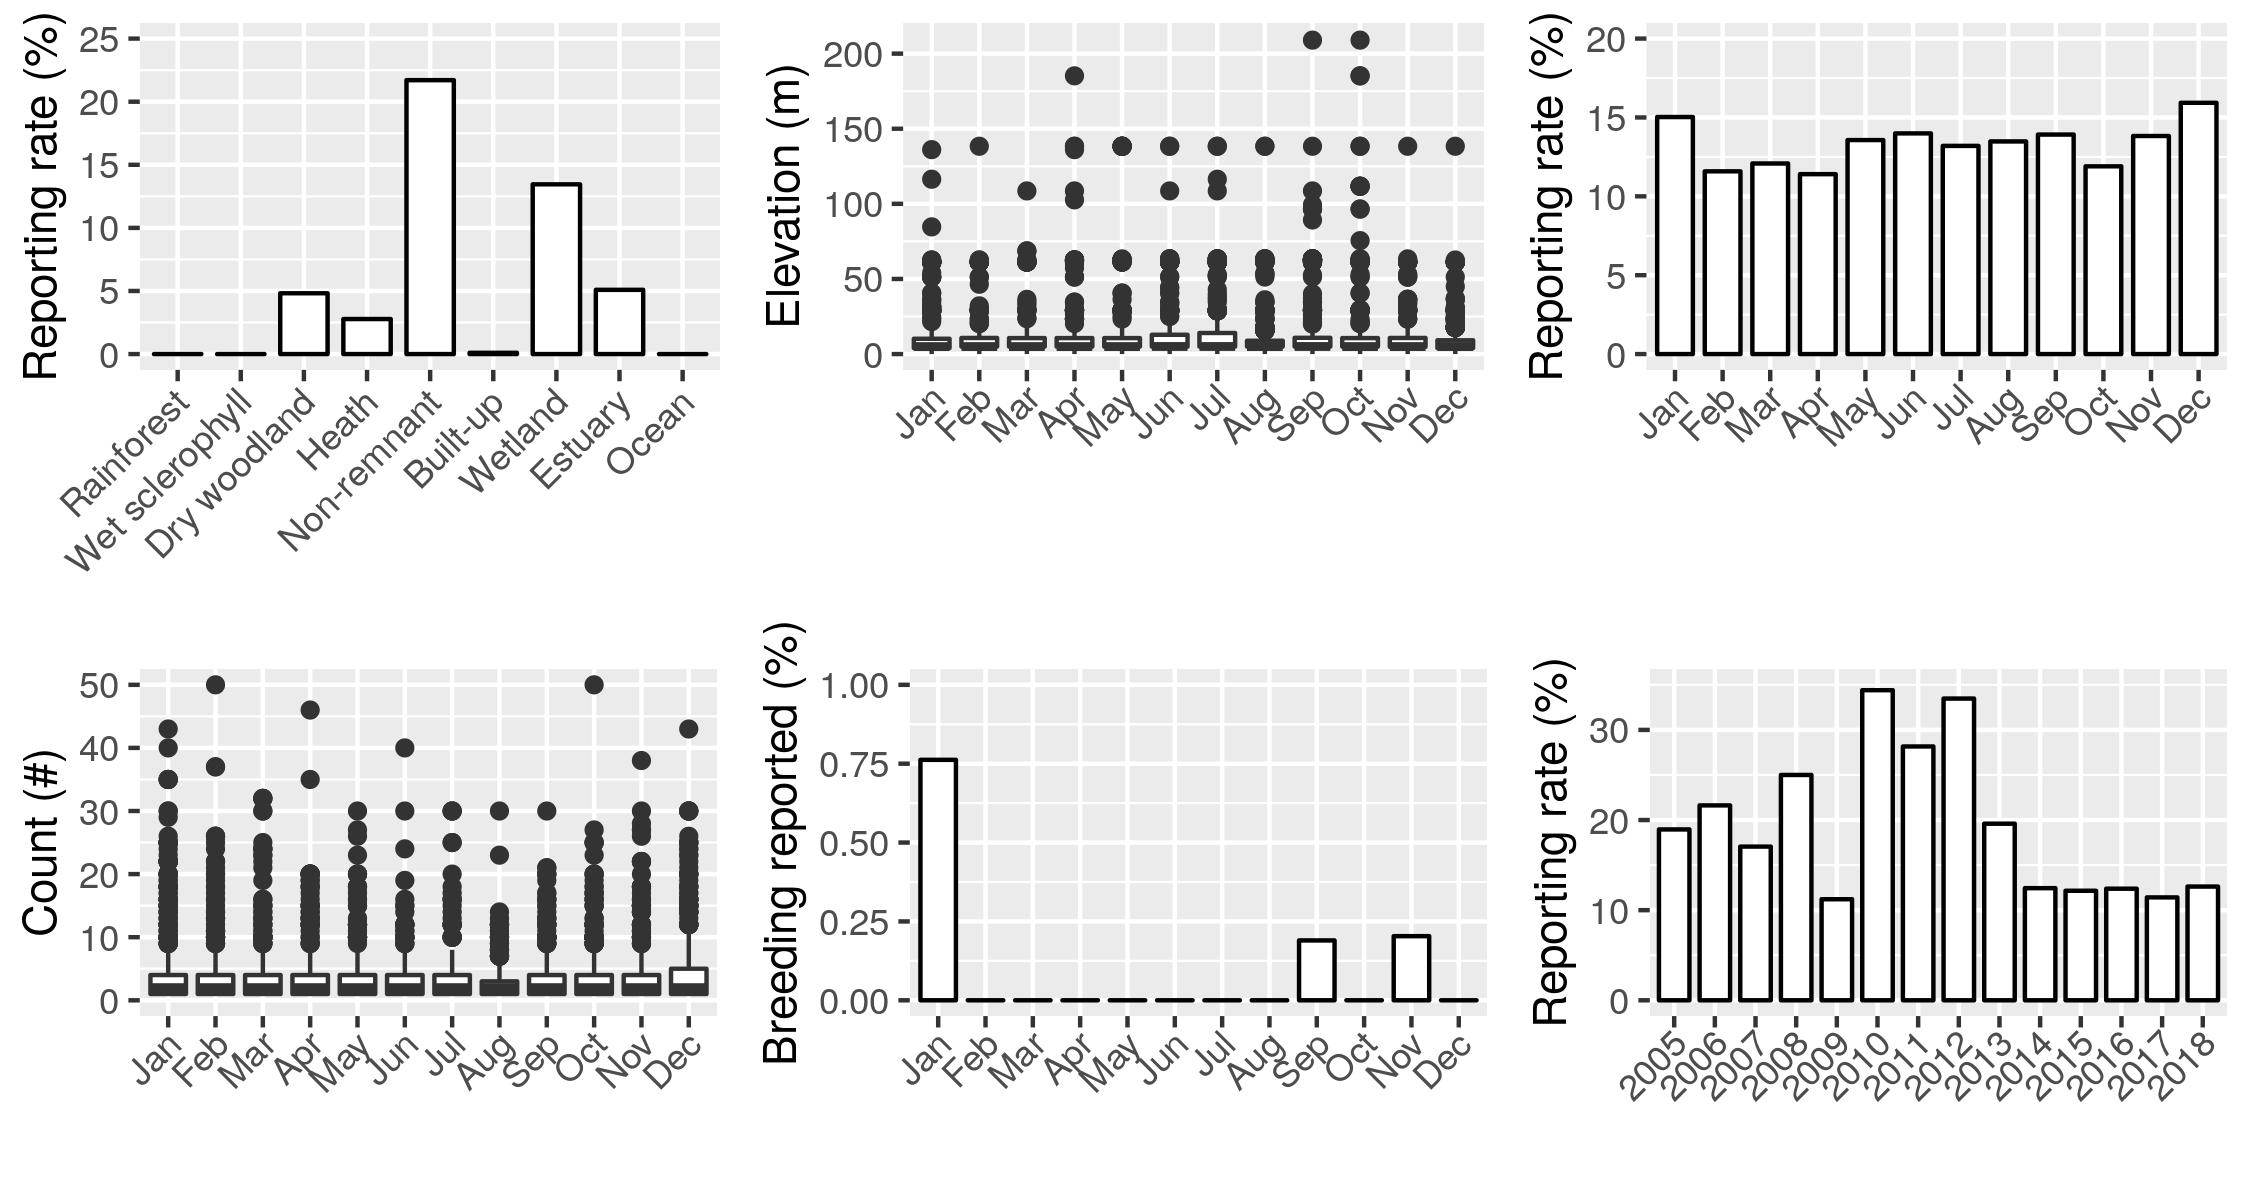 Reporting rate (%)
25
20
15
10
5
0
Rainforest
Wet sclerophyll
Dry woodland
Heath
Non-remnant
Built-up
Wetland
Estuary
Ocean
Elevation (m)
200
150
100
50
0
Jan
Feb
Mar
Apr
May
Jun
Jul
Aug
Sep
Oct
Nov
Dec
Reporting rate (%)
20
15
10
5
0
Jan
Feb
Mar
Apr
May
Jun
Jul
Aug
Sep
Oct
Nov
Dec
Count (#)
50
40
30
20
10
0
Jan
Feb
Mar
Apr
May
Jun
Jul
Aug
Sep
Oct
Nov
Dec
Breeding reported (%)
1.00
0.75
0.50
0.25
0.00
Jan
Feb
Mar
Apr
May
Jun
Jul
Aug
Sep
Oct
Nov
Dec
Reporting rate (%)
30
20
10
0
2005
2006
2007
2008
2009
2010
2011
2012
2013
2014
2015
2016
2017
2018